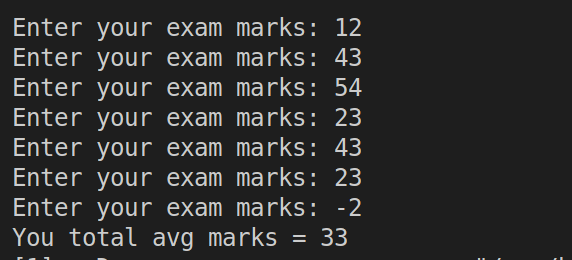 Enter your exam marks: 12
Enter your exam marks: 43
Enter your exam marks: 54
Enter your exam marks: 23
Enter your exam marks: 43
Enter your exam marks: 23
Enter your exam marks: -2
You total avg marks = 33